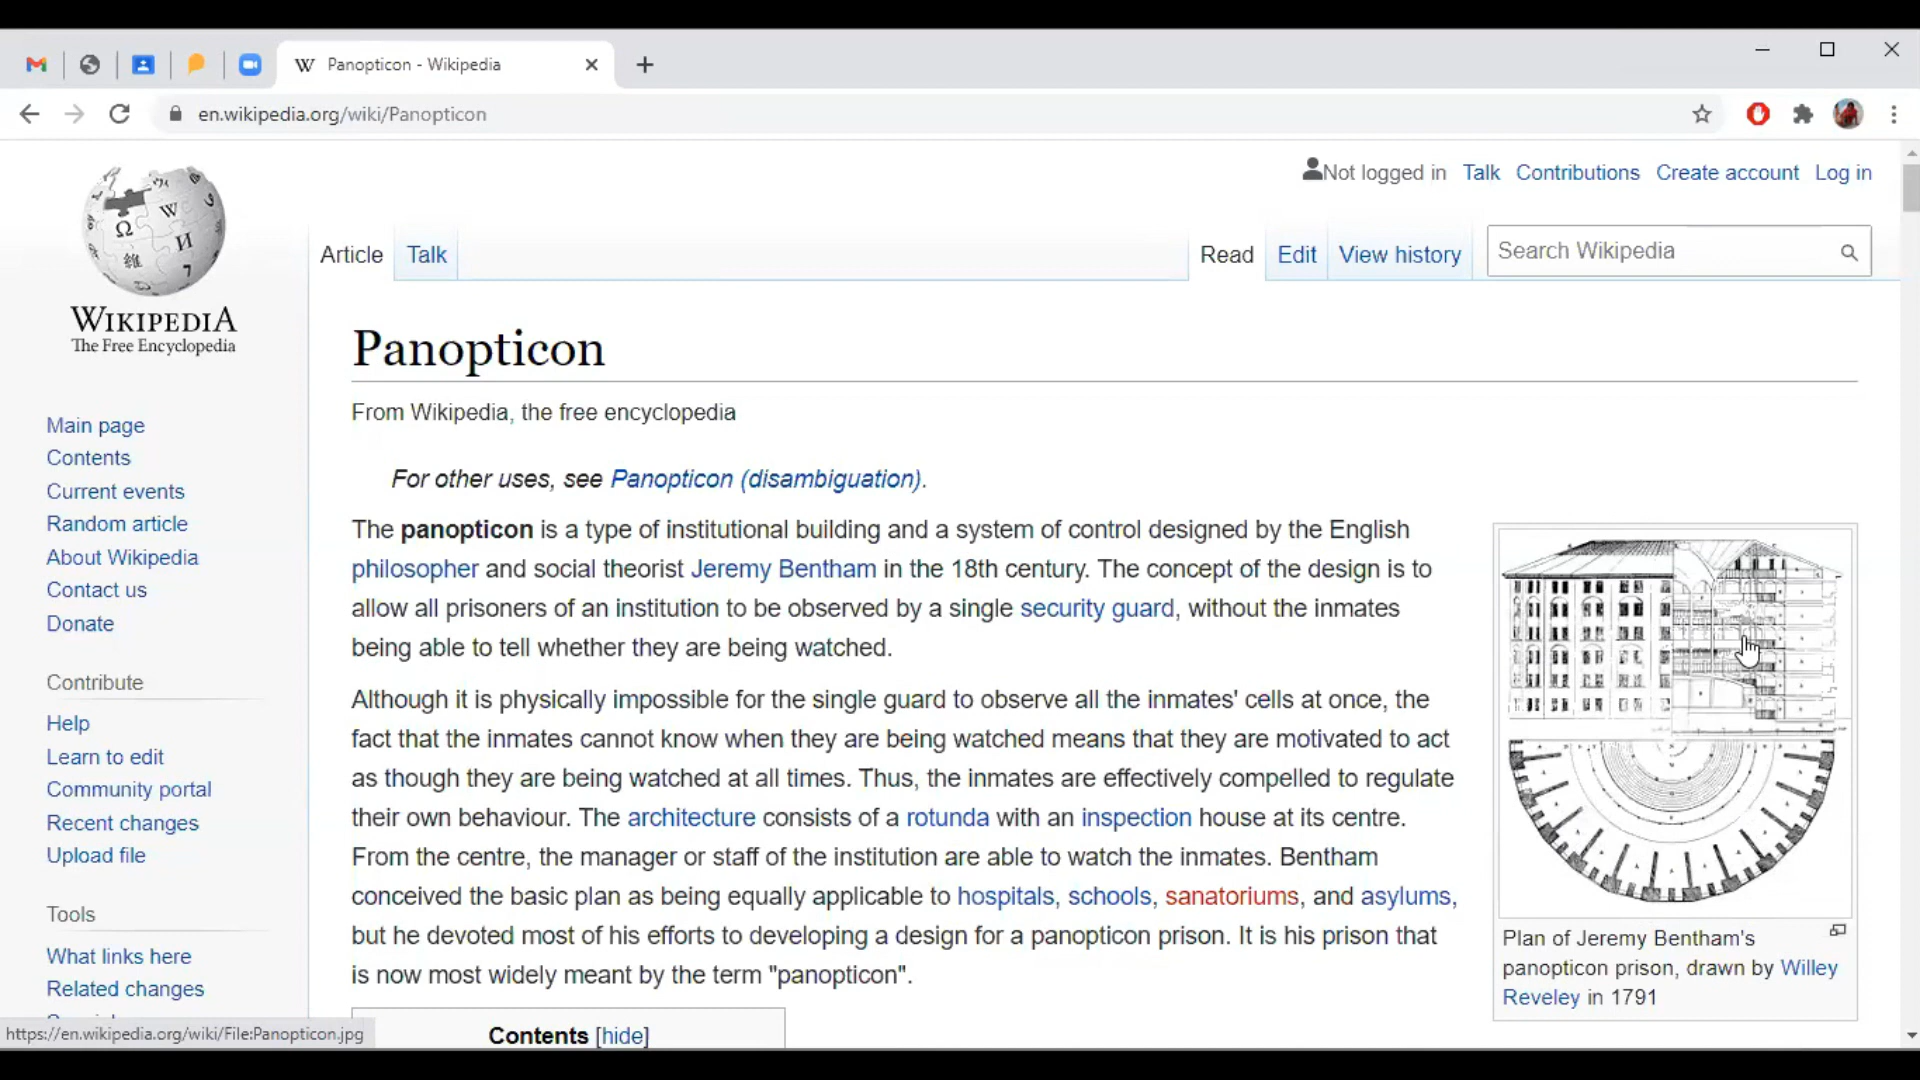 Panopticon - Wikipedia
en.wikipedia.org/wiki/Panopticon
Not logged in Talk Contributions Create account Log in
WIKIPEDIA
The Free Encyclopedia
Article Talk Read Edit View history Search Wikipedia
Panopticon
From Wikipedia, the free encyclopedia
For other uses, see Panopticon (disambiguation).
The panopticon is a type of institutional building and a system of control designed by the English
philosopher and social theorist Jeremy Bentham in the 18th century. The concept of the design is to
allow all prisoners of an institution to be observed by a single security guard, without the inmates
being able to tell whether they are being watched.
Although it is physically impossible for the single guard to observe all the inmates' cells at once, the
fact that the inmates cannot know when they are being watched means that they are motivated to act
as though they are being watched at all times. Thus, the inmates are effectively compelled to regulate
their own behaviour. The architecture consists of a rotunda with an inspection house at its centre.
From the centre, the manager or staff of the institution are able to watch the inmates. Bentham
conceived the basic plan as being equally applicable to hospitals, schools, sanatoriums, and asylums,
but he devoted most of his efforts to developing a design for a panopticon prison. It is his prison that
is now most widely meant by the term "panopticon".
Contents [hide]
Plan of Jeremy Bentham's
panopticon prison, drawn by Willey
Reveley in 1791
Main page
Contents
Current events
Random article
About Wikipedia
Contact us
Donate
Contribute
Help
Learn to edit
Community portal
Recent changes
Upload file
Tools
What links here
Related changes
https://en.wikipedia.org/wiki/File:Panopticon.jpg